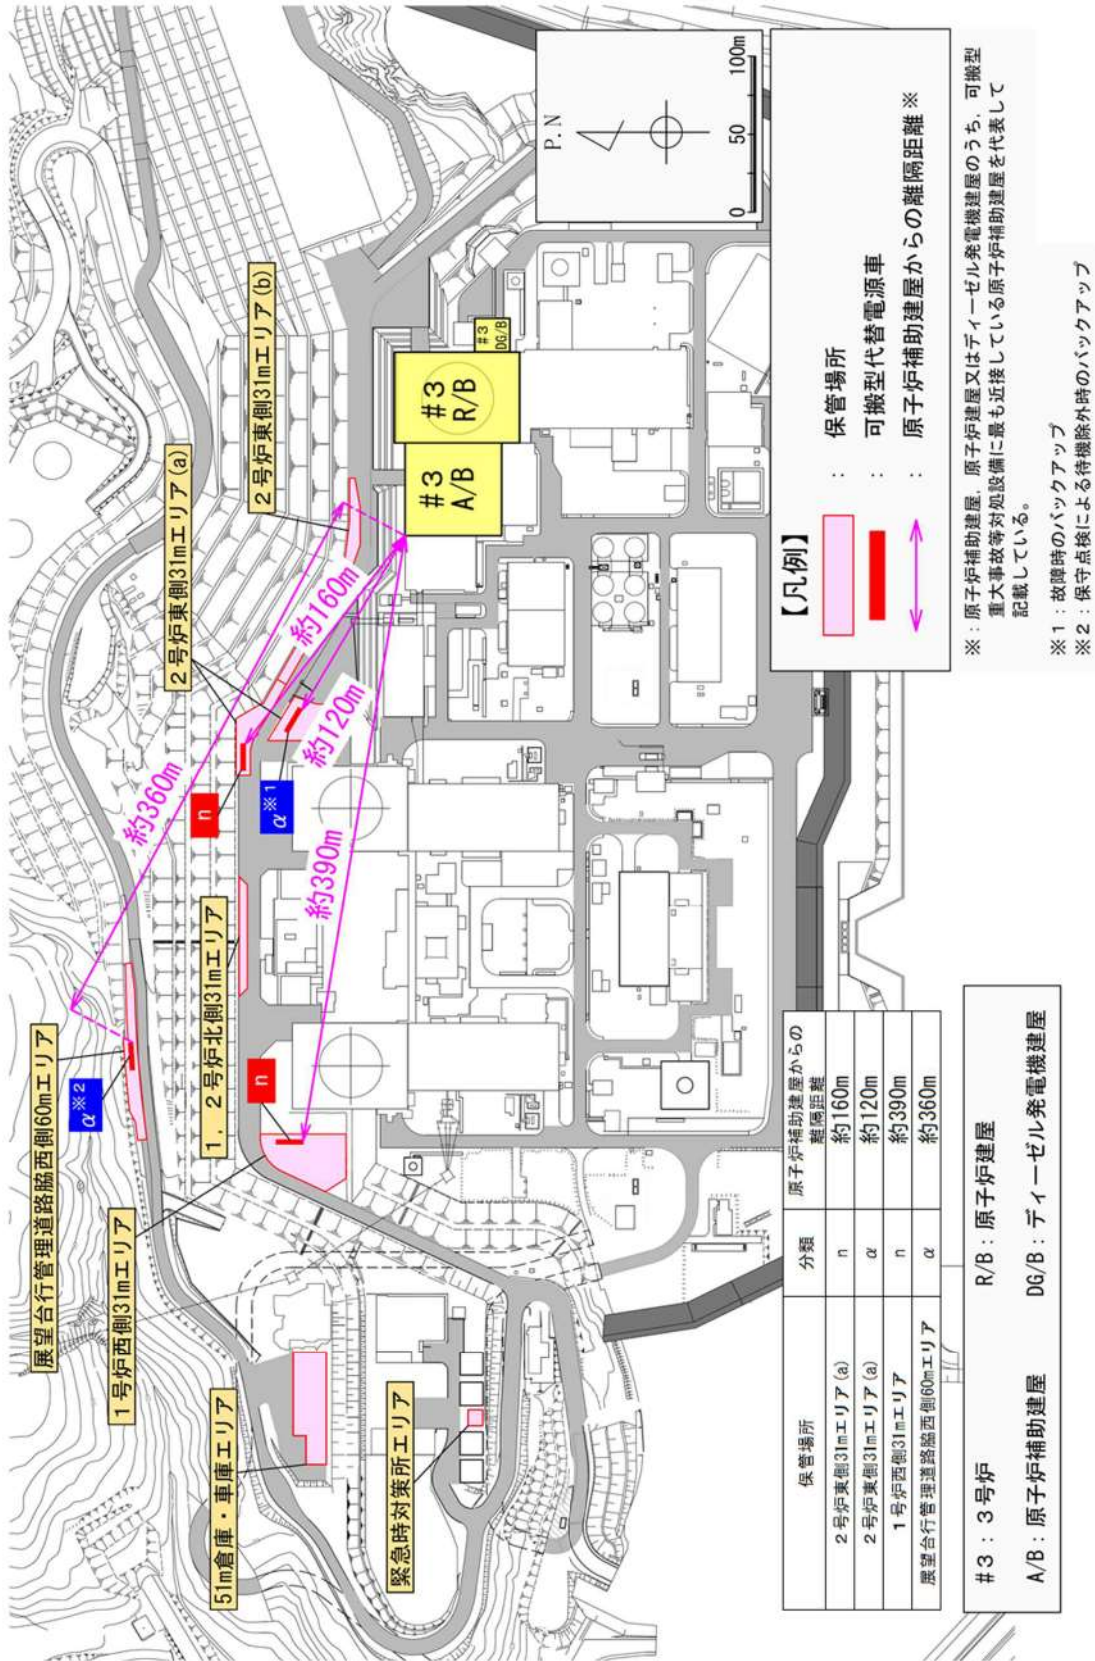 展望台行管理道路脇西側60mエリア
α※2
1号炉西側31mエリア
51m倉庫・車庫エリア
緊急時対策所エリア
n
1，2号炉北側31mエリア
約360m
n
α※1
2号炉東側31mエリア(a)
2号炉東側31mエリア(b)
約160m
約120m
約390m
#3
A/B
#3
R/B
#3
DG/B
P.N
0 50 100m
【凡例】
： 保管場所
： 可搬型代替電源車
： 原子炉補助建屋からの離隔距離※
※：原子炉補助建屋，原子炉建屋又はディーゼル発電機建屋のうち，可搬型
重大事故等対処設備に最も近接している原子炉補助建屋を代表して
記載している。
※1：故障時のバックアップ
※2：保守点検による待機除外時のバックアップ
保管場所 分類 原子炉補助建屋からの
離隔距離
2号炉東側31mエリア(a) n 約160m
2号炉東側31mエリア(a) α 約120m
1号炉西側31mエリア n 約390m
展望台行管理道路脇西側60mエリア α 約360m
#3：3号炉 R/B：原子炉建屋
A/B：原子炉補助建屋 DG/B：ディーゼル発電機建屋